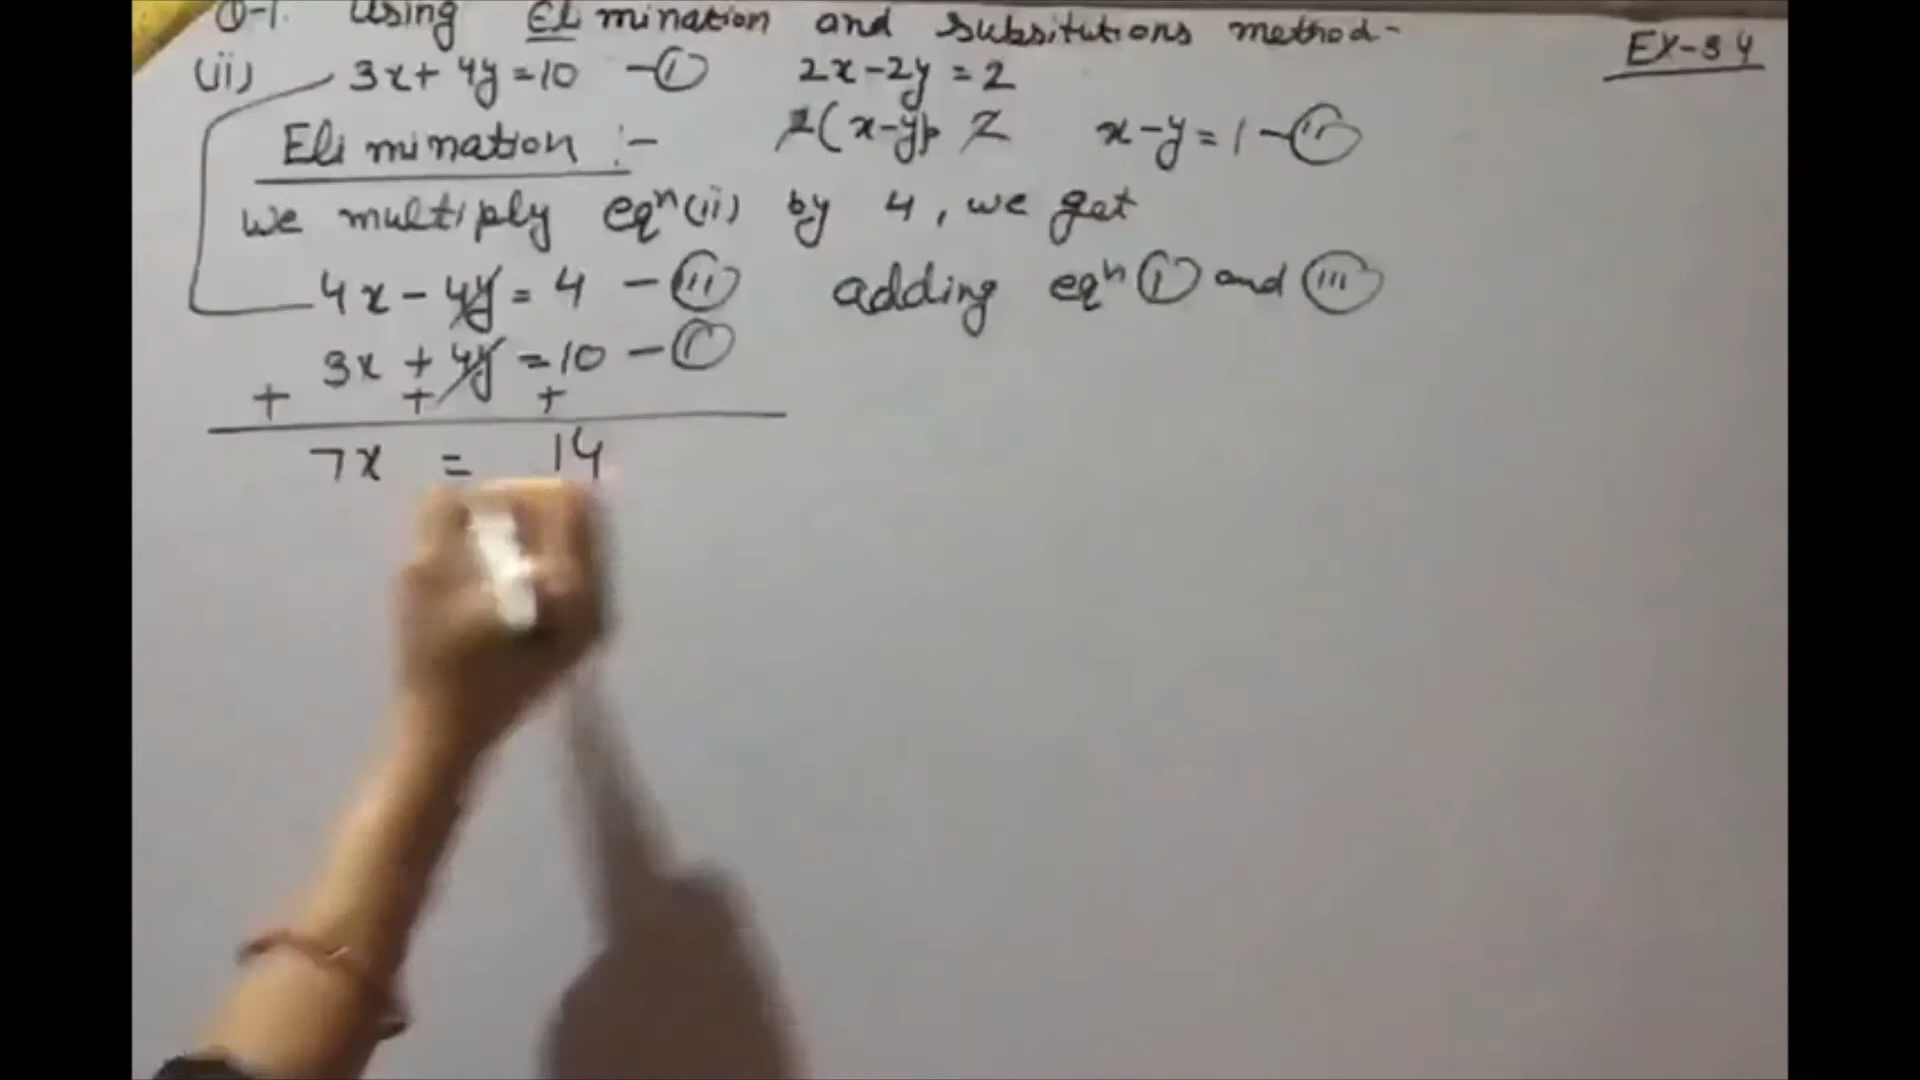 Q-1. Using Elimination and Subsitutions method-
EX-3.4
(ii) 3x+4y=10 -(i) 2x-2y=2
Elimination :- 2(x-y)=2 x-y=1-(ii)
We multiply eqn(ii) by 4, we get
4x-4y=4 -(iii) adding eqn (i) and (iii)
3x+4y=10-(i)
+ + +
7x = 14